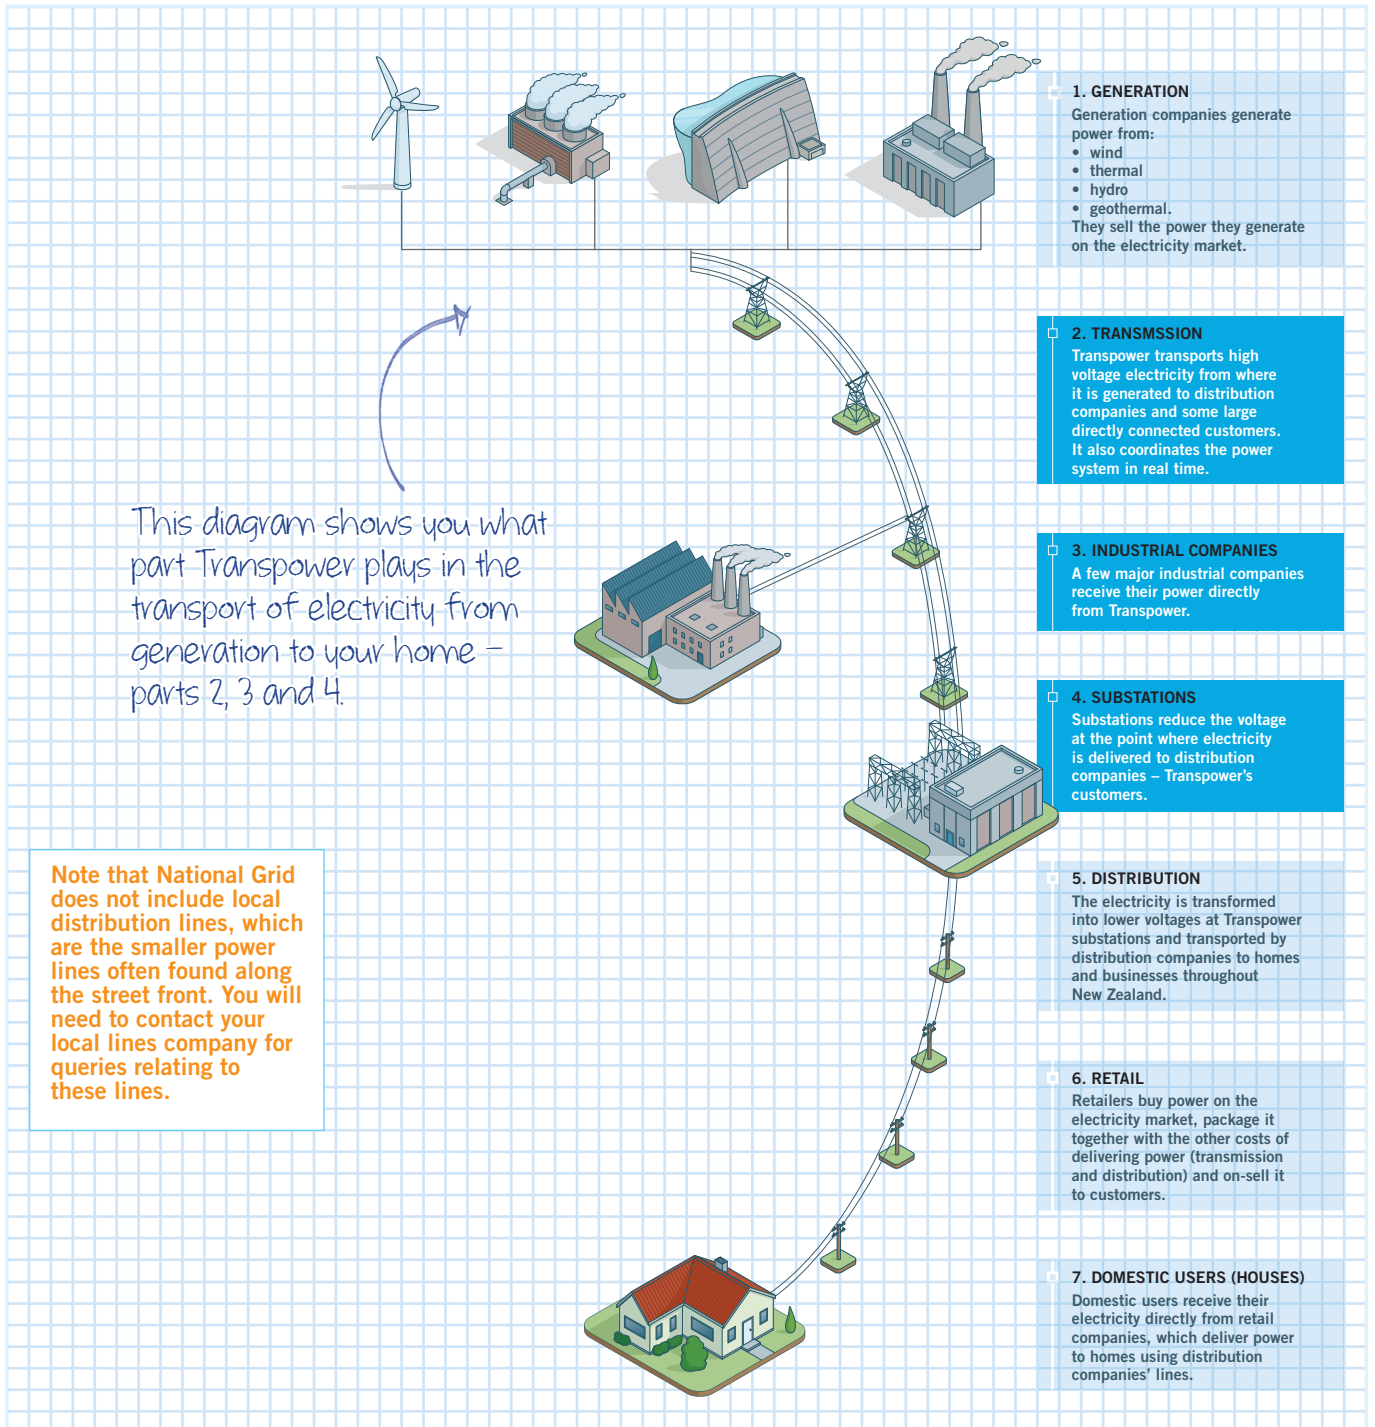 1. GENERATION
Generation companies generate
power from:
• wind
• thermal
• hydro
• geothermal.
They sell the power they generate
on the electricity market.
2. TRANSMSSION
Transpower transports high
voltage electricity from where
it is generated to distribution
companies and some large
directly connected customers.
It also coordinates the power
system in real time.
This diagram shows you what
part Transpower plays in the
transport of electricity from
generation to your home –
parts 2, 3 and 4.
3. INDUSTRIAL COMPANIES
A few major industrial companies
receive their power directly
from Transpower.
4. SUBSTATIONS
Substations reduce the voltage
at the point where electricity
is delivered to distribution
companies – Transpower’s
customers.
Note that National Grid
does not include local
distribution lines, which
are the smaller power
lines often found along
the street front. You will
need to contact your
local lines company for
queries relating to
these lines.
5. DISTRIBUTION
The electricity is transformed
into lower voltages at Transpower
substations and transported by
distribution companies to homes
and businesses throughout
New Zealand.
6. RETAIL
Retailers buy power on the
electricity market, package it
together with the other costs of
delivering power (transmission
and distribution) and on-sell it
to customers.
7. DOMESTIC USERS (HOUSES)
Domestic users receive their
electricity directly from retail
companies, which deliver power
to homes using distribution
companies’ lines.